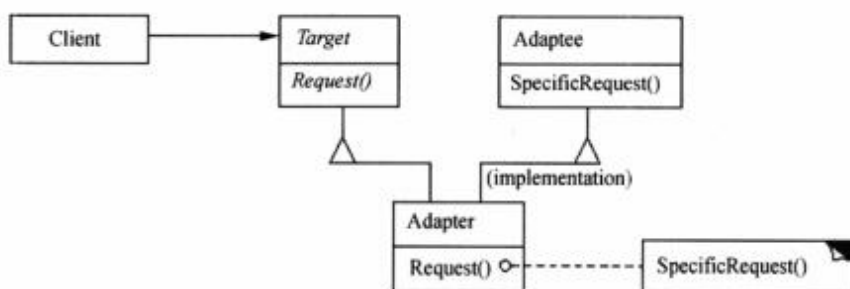 Client
Target
Request()
Adaptee
SpecificRequest()
(implementation)
Adapter
Request()
SpecificRequest()